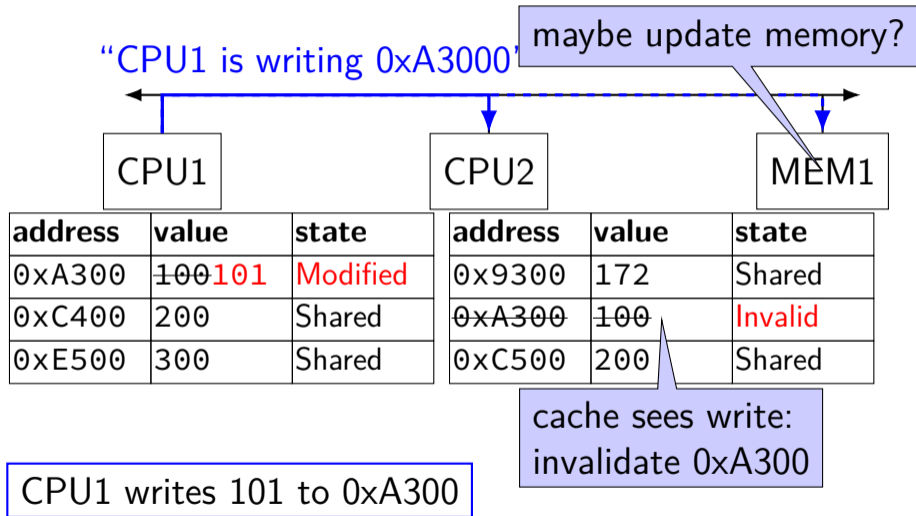 maybe update memory?
“CPU1 is writing 0xA3000”
CPU1 CPU2 MEM1
address value state address value state
0xA300 100101 Modified 0x9300 172 Shared
0xC400 200 Shared 0xA300 100 Invalid
0xE500 300 Shared 0xC500 200 Shared
cache sees write:
invalidate 0xA300
CPU1 writes 101 to 0xA300